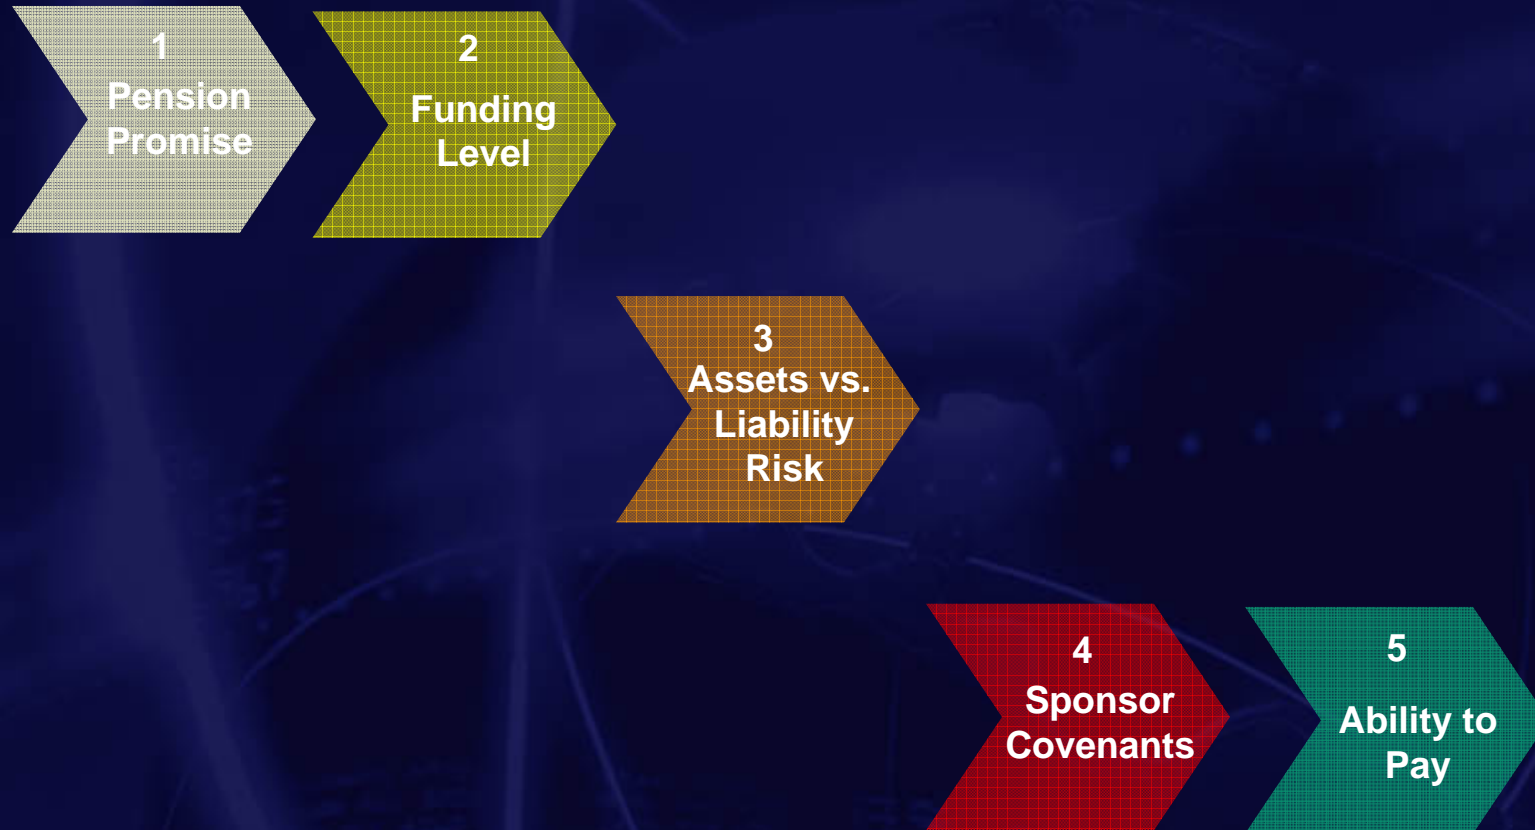 1
Pension
Promise
2
Funding
Level
3
Assets vs.
Liability
Risk
4
Sponsor
Covenants
5
Ability to
Pay